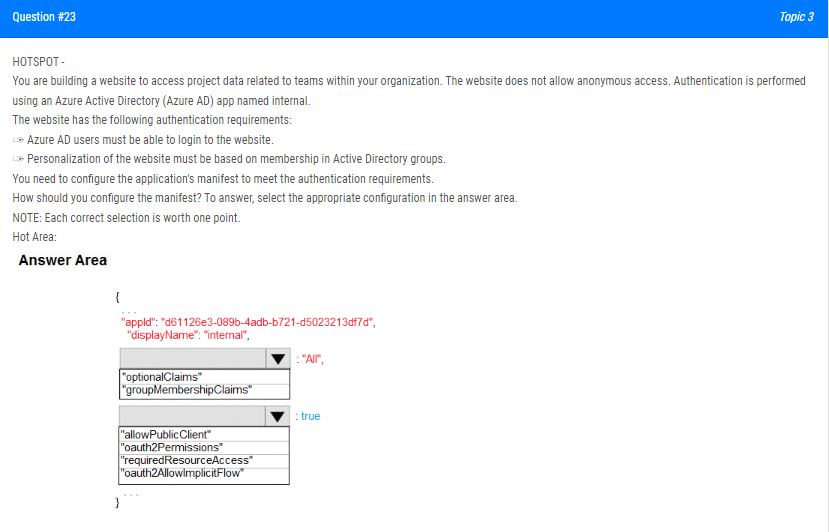 Question #23
Topic 3
HOTSPOT -
You are building a website to access project data related to teams within your organization. The website does not allow anonymous access. Authentication is performed
using an Azure Active Directory (Azure AD) app named internal.
The website has the following authentication requirements:
☞ Azure AD users must be able to login to the website.
☞ Personalization of the website must be based on membership in Active Directory groups.
You need to configure the application's manifest to meet the authentication requirements.
How should you configure the manifest? To answer, select the appropriate configuration in the answer area.
NOTE: Each correct selection is worth one point.
Hot Area:
Answer Area
{
. . .
"appId": "d61126e3-089b-4adb-b721-d5023213df7d",
"displayName": "internal",
: "All",
"optionalClaims"
"groupMembershipClaims"
: true
"allowPublicClient"
"oauth2Permissions"
"requiredResourceAccess"
"oauth2AllowImplicitFlow"
. . .
}